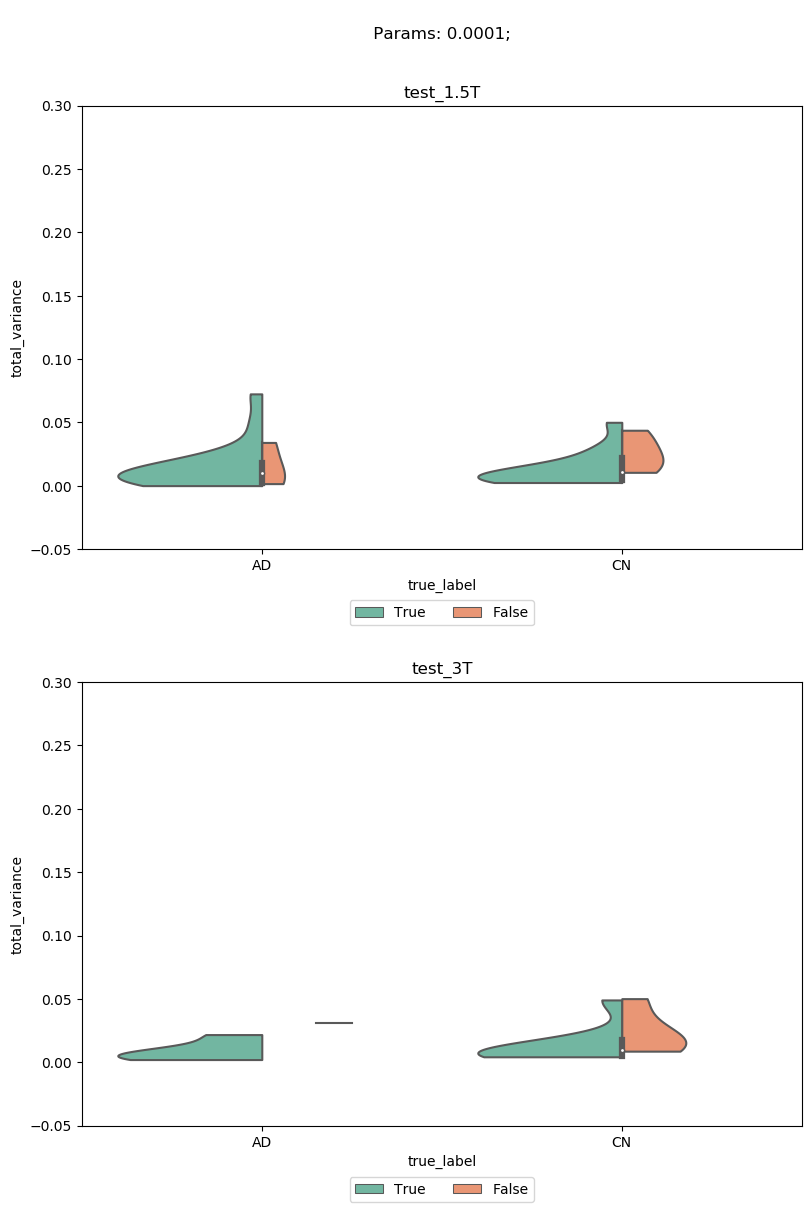 Params: 0.0001;
test_1.5T
0.30
0.25
0.20
0.15
0.10
0.05
0.00
−0.05
total_variance
AD CN
true_label
True False
test_3T
0.30
0.25
0.20
0.15
0.10
0.05
0.00
−0.05
total_variance
AD CN
true_label
True False